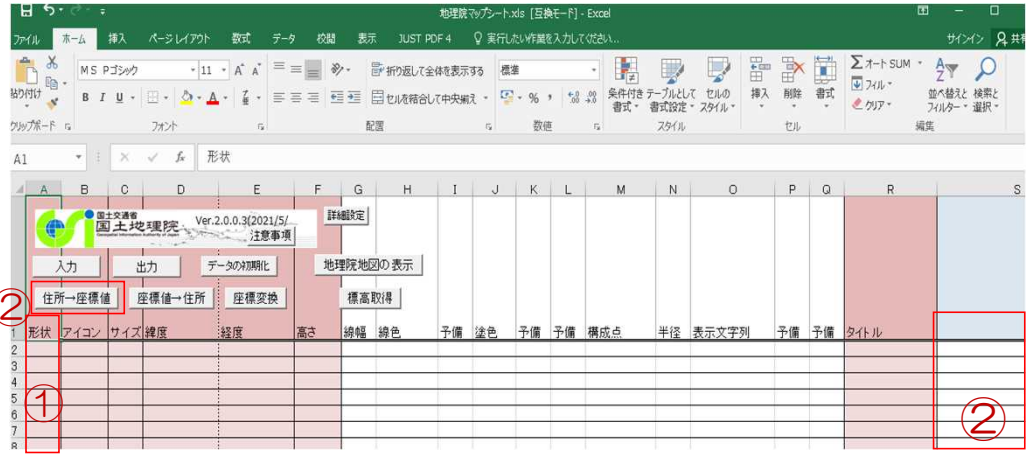 地理院マップシート.xls [互換モード] - Excel
ファイル ホーム 挿入 ページレイアウト 数式 データ 校閲 表示 JUST PDF 4 実行したい作業を入力してください... サインイン 共有
貼り付け
MS Pゴシック 11 A A
折り返して全体を表示する
標準
B I U A
セルを結合して中央揃え
% ,
条件付き書式
テーブルとして書式設定
セルのスタイル
挿入 削除 書式
Σ オート SUM
フィル
クリア
並べ替えと フィルター
検索と 選択
クリップボード フォント 配置 数値 スタイル セル 編集
A1 fx 形状
A B C D E F G H I J K L M N O P Q R S
国土交通省
国土地理院 Ver.2.0.0.3(2021/5/
Geospatial Information Authority of Japan
注意事項
詳細設定
入力 出力 データの初期化 地理院地図の表示
② 住所→座標値 座標値→住所 座標変換 標高取得
1 形状 アイコン サイズ 緯度 経度 高さ 線幅 線色 予備 塗色 予備 予備 構成点 半径 表示文字列 予備 予備 タイトル
2
3
4
5
6
7
8
① ②